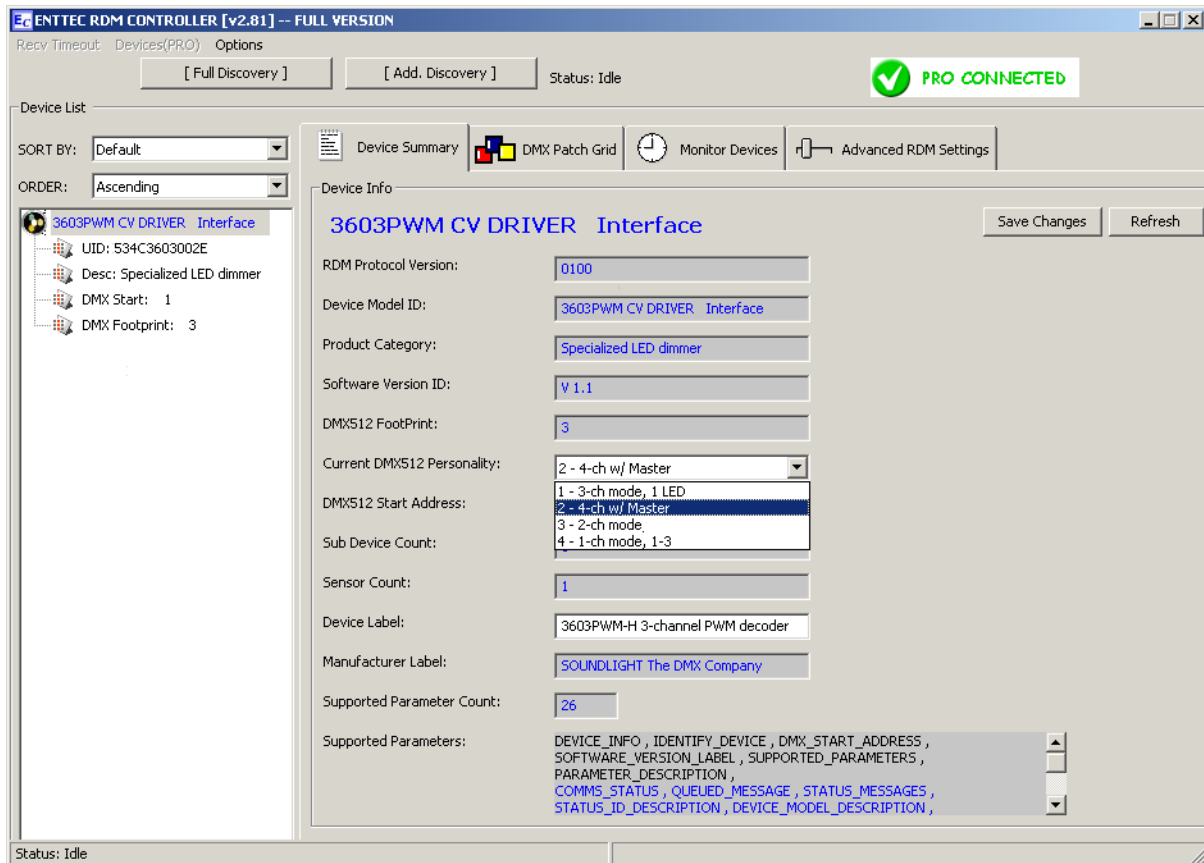 ENTTEC RDM CONTROLLER [v2.81] -- FULL VERSION
Recv Timeout Devices(PRO) Options
[ Full Discovery ] [ Add. Discovery ] Status: Idle PRO CONNECTED
Device List
SORT BY: Default
ORDER: Ascending
3603PWM CV DRIVER Interface
UID: 534C3603002E
Desc: Specialized LED dimmer
DMX Start: 1
DMX Footprint: 3
Device Summary DMX Patch Grid Monitor Devices Advanced RDM Settings
Device Info
3603PWM CV DRIVER Interface Save Changes Refresh
RDM Protocol Version: 0100
Device Model ID: 3603PWM CV DRIVER Interface
Product Category: Specialized LED dimmer
Software Version ID: V 1.1
DMX512 FootPrint: 3
Current DMX512 Personality: 2 - 4-ch w/ Master
1 - 3-ch mode, 1 LED
2 - 4-ch w/ Master
3 - 2-ch mode
4 - 1-ch mode, 1-3
DMX512 Start Address:
Sub Device Count:
Sensor Count: 1
Device Label: 3603PWM-H 3-channel PWM decoder
Manufacturer Label: SOUNDLIGHT The DMX Company
Supported Parameter Count: 26
Supported Parameters: DEVICE_INFO , IDENTIFY_DEVICE , DMX_START_ADDRESS ,
SOFTWARE_VERSION_LABEL , SUPPORTED_PARAMETERS ,
PARAMETER_DESCRIPTION ,
COMMS_STATUS , QUEUED_MESSAGE , STATUS_MESSAGES ,
STATUS_ID_DESCRIPTION , DEVICE_MODEL_DESCRIPTION ,
Status: Idle